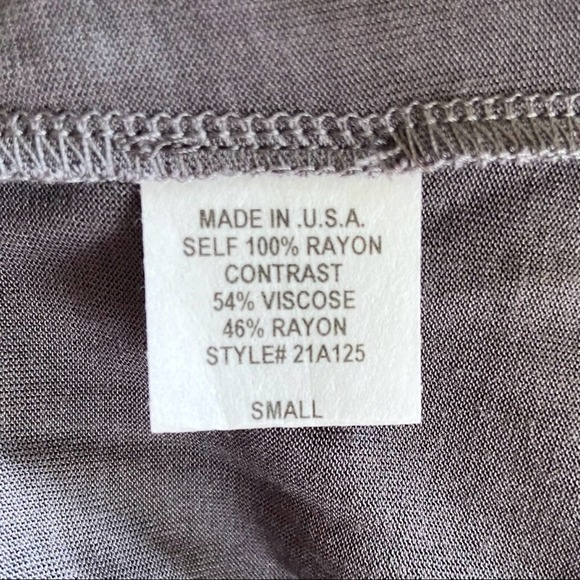 MADE IN .U.S.A.
SELF 100% RAYON
CONTRAST
54% VISCOSE
46% RAYON
STYLE# 21A125
SMALL